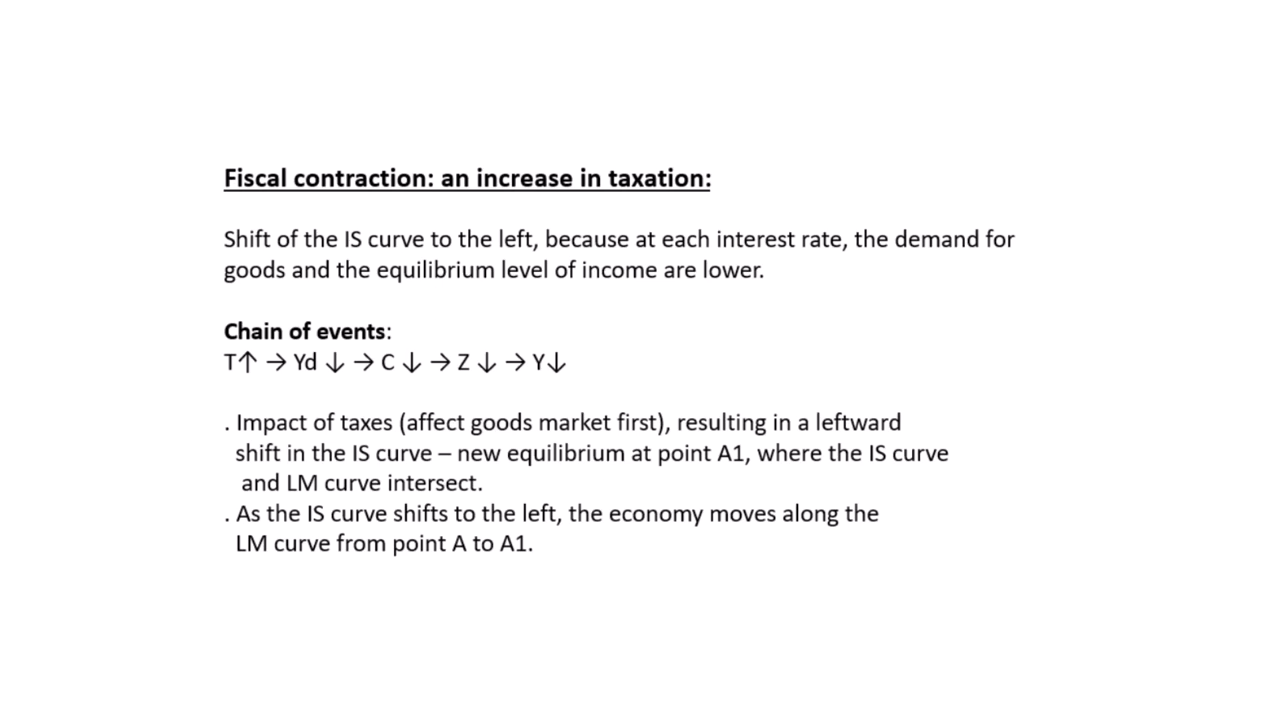 Fiscal contraction: an increase in taxation:
Shift of the IS curve to the left, because at each interest rate, the demand for
goods and the equilibrium level of income are lower.
Chain of events:
T↑ → Yd ↓ → C ↓ → Z ↓ → Y↓
. Impact of taxes (affect goods market first), resulting in a leftward
shift in the IS curve – new equilibrium at point A1, where the IS curve
and LM curve intersect.
. As the IS curve shifts to the left, the economy moves along the
LM curve from point A to A1.